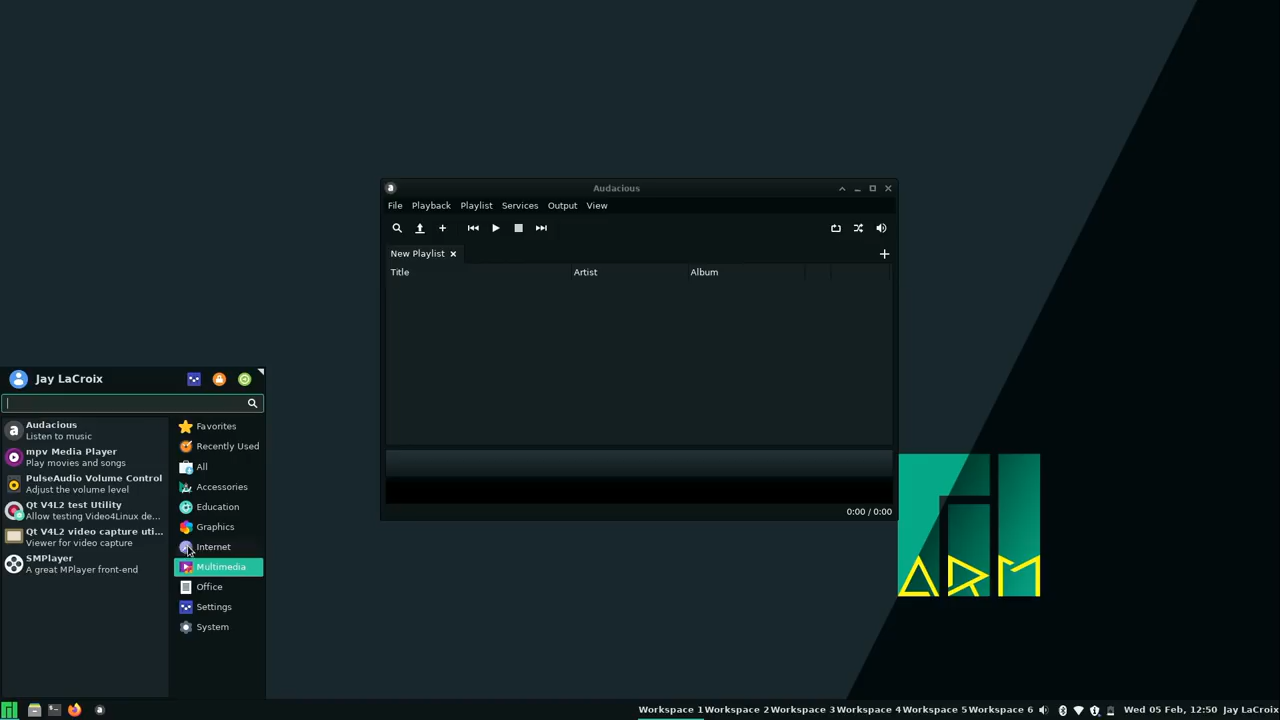 Audacious
File Playback Playlist Services Output View
New Playlist
Title Artist Album
0:00 / 0:00
Jay LaCroix
Audacious
Listen to music
mpv Media Player
Play movies and songs
PulseAudio Volume Control
Adjust the volume level
Qt V4L2 test Utility
Allow testing Video4Linux de...
Qt V4L2 video capture uti...
Viewer for video capture
SMPlayer
A great MPlayer front-end
Favorites
Recently Used
All
Accessories
Education
Graphics
Internet
Multimedia
Office
Settings
System
ARM
Workspace 1 Workspace 2 Workspace 3 Workspace 4 Workspace 5 Workspace 6 Wed 05 Feb, 12:50 Jay LaCroix